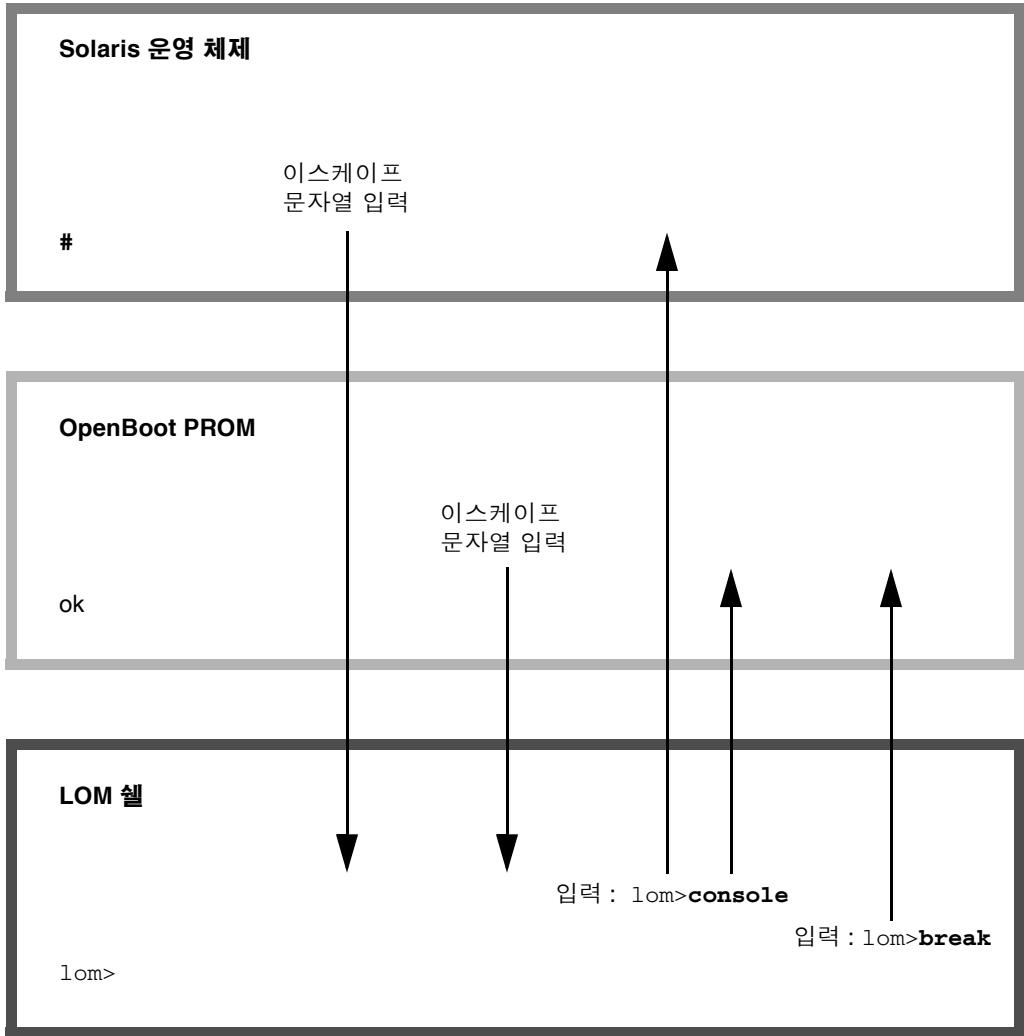 Solaris 운영 체제
이스케이프
문자열 입력
#
OpenBoot PROM
이스케이프
문자열 입력
ok
LOM 쉘
입력 : lom>console
입력 : lom>break
lom>